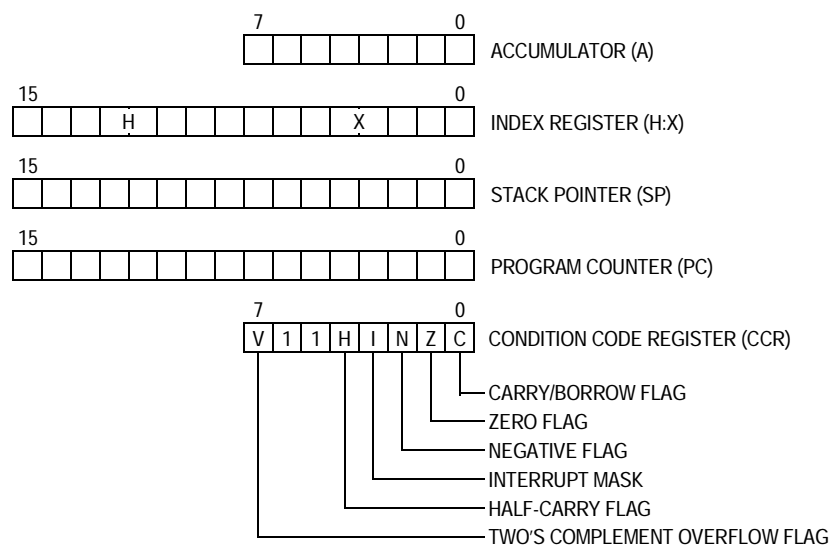 7 0
ACCUMULATOR (A)
15 0
H X INDEX REGISTER (H:X)
15 0
STACK POINTER (SP)
15 0
PROGRAM COUNTER (PC)
7 0
V 1 1 H I N Z C CONDITION CODE REGISTER (CCR)
CARRY/BORROW FLAG
ZERO FLAG
NEGATIVE FLAG
INTERRUPT MASK
HALF-CARRY FLAG
TWO'S COMPLEMENT OVERFLOW FLAG